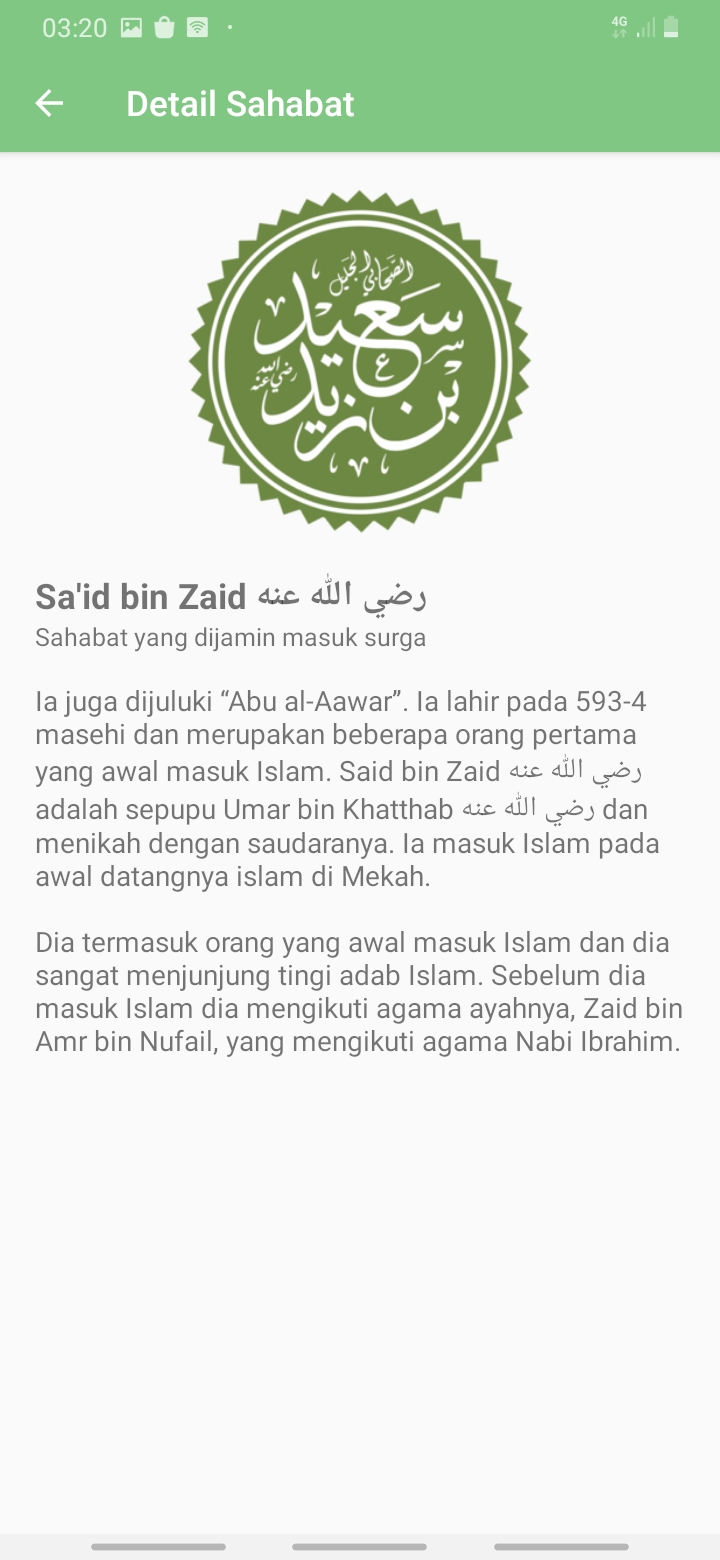 03:20
4G
Detail Sahabat
الصحابي الجليل
سعيد
بن زيد
رضي الله عنه
Sa'id bin Zaid رضي الله عنه
Sahabat yang dijamin masuk surga
Ia juga dijuluki “Abu al-Aawar”. Ia lahir pada 593-4
masehi dan merupakan beberapa orang pertama
yang awal masuk Islam. Said bin Zaid رضي الله عنه
adalah sepupu Umar bin Khatthab رضي الله عنه dan
menikah dengan saudaranya. Ia masuk Islam pada
awal datangnya islam di Mekah.
Dia termasuk orang yang awal masuk Islam dan dia
sangat menjunjung tingi adab Islam. Sebelum dia
masuk Islam dia mengikuti agama ayahnya, Zaid bin
Amr bin Nufail, yang mengikuti agama Nabi Ibrahim.